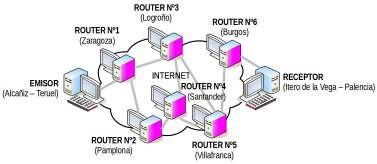 ROUTER Nº3
(Logroño)
ROUTER Nº1
(Zaragoza)
ROUTER Nº6
(Burgos)
INTERNET
EMISOR
(Alcañiz – Teruel)
ROUTER Nº4
(Santander)
RECEPTOR
(Itero de la Vega – Palencia)
ROUTER Nº2
(Pamplona)
ROUTER Nº5
(Villafranca)